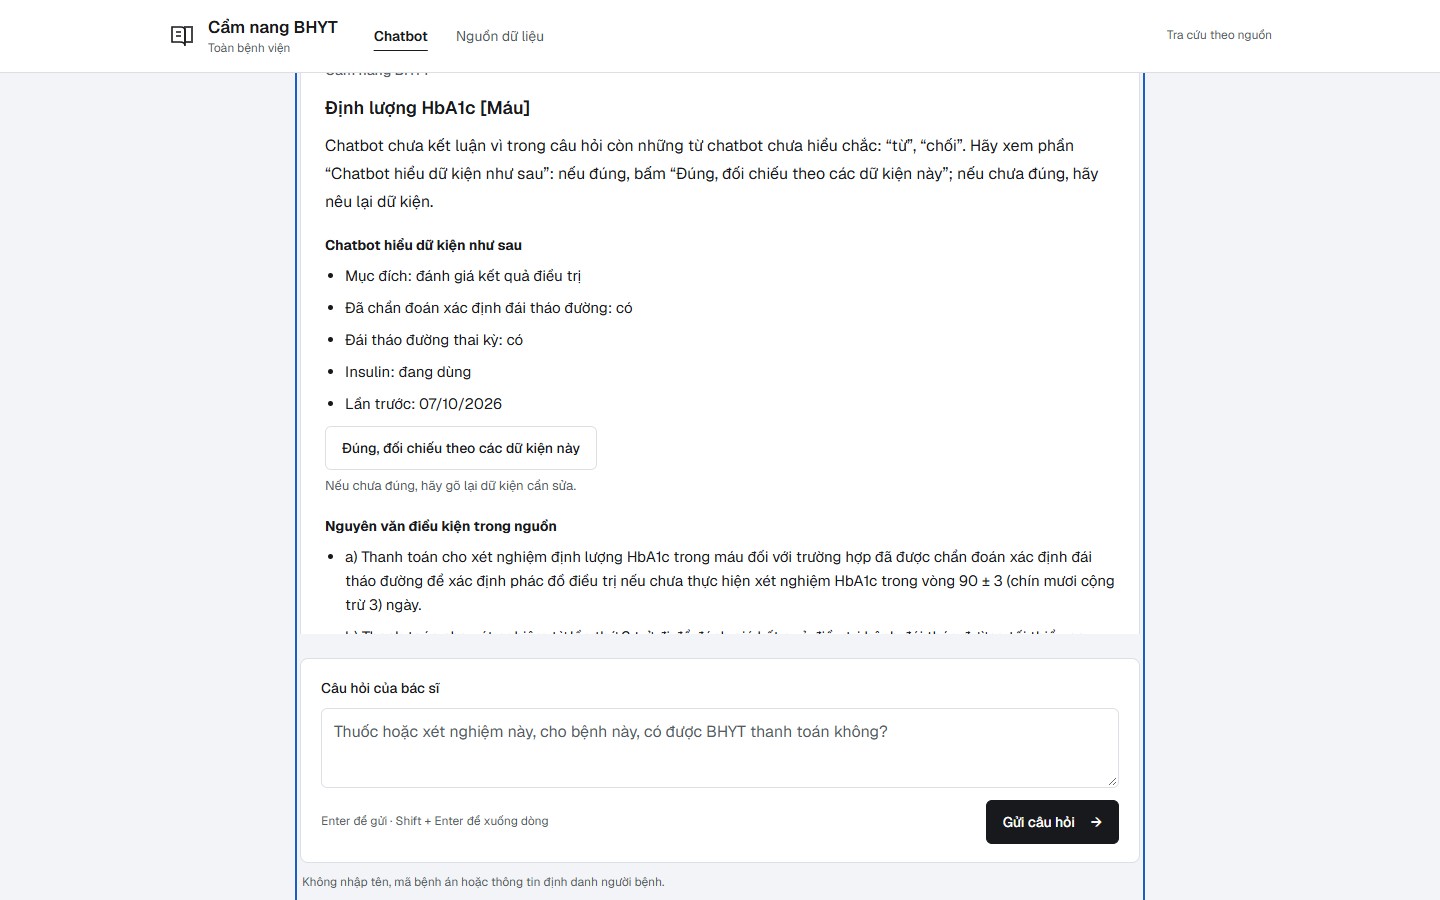 Cẩm nang BHYT
Toàn bệnh viện
Chatbot
Nguồn dữ liệu
Tra cứu theo nguồn
Định lượng HbA1c [Máu]
Chatbot chưa kết luận vì trong câu hỏi còn những từ chatbot chưa hiểu chắc: “từ”, “chối”. Hãy xem phần
“Chatbot hiểu dữ kiện như sau”: nếu đúng, bấm “Đúng, đối chiếu theo các dữ kiện này”; nếu chưa đúng, hãy
nêu lại dữ kiện.
Chatbot hiểu dữ kiện như sau
• Mục đích: đánh giá kết quả điều trị
• Đã chẩn đoán xác định đái tháo đường: có
• Đái tháo đường thai kỳ: có
• Insulin: đang dùng
• Lần trước: 07/10/2026
Đúng, đối chiếu theo các dữ kiện này
Nếu chưa đúng, hãy gõ lại dữ kiện cần sửa.
Nguyên văn điều kiện trong nguồn
• a) Thanh toán cho xét nghiệm định lượng HbA1c trong máu đối với trường hợp đã được chẩn đoán xác định đái
tháo đường để xác định phác đồ điều trị nếu chưa thực hiện xét nghiệm HbA1c trong vòng 90 ± 3 (chín mươi cộng
trừ 3) ngày.
Câu hỏi của bác sĩ
Thuốc hoặc xét nghiệm này, cho bệnh này, có được BHYT thanh toán không?
Enter để gửi · Shift + Enter để xuống dòng
Gửi câu hỏi →
Không nhập tên, mã bệnh án hoặc thông tin định danh người bệnh.